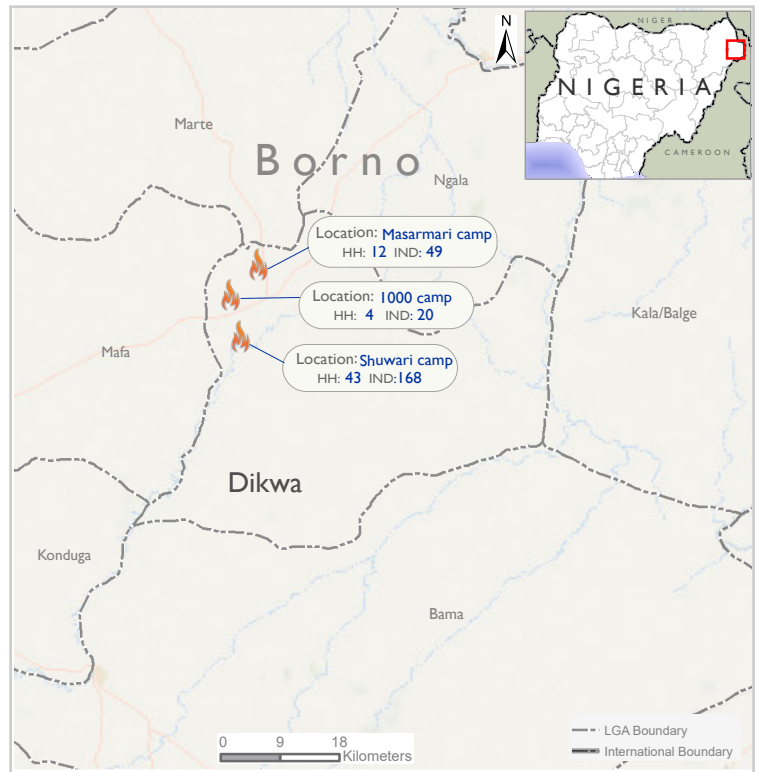 N
NIGER
NIGERIA
CAMEROON
Marte
Borno
Ngala
Location: Masarmari camp
HH: 12 IND: 49
Location: 1000 camp
HH: 4 IND: 20
Kala/Balge
Mafa
Location: Shuwari camp
HH: 43 IND: 168
Dikwa
Konduga
Bama
0 9 18
Kilometers
LGA Boundary
International Boundary